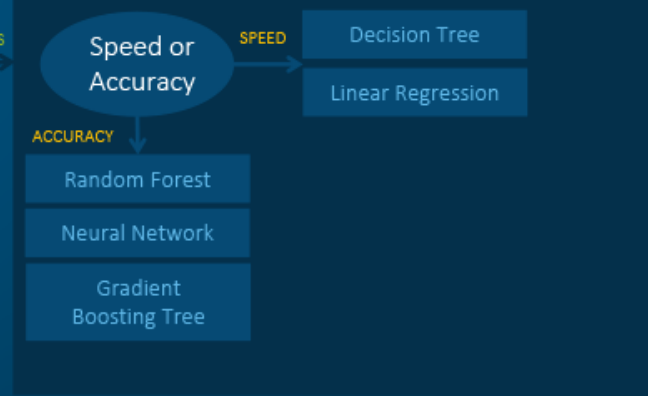 S
Speed or
Accuracy
SPEED
Decision Tree
Linear Regression
ACCURACY
Random Forest
Neural Network
Gradient
Boosting Tree